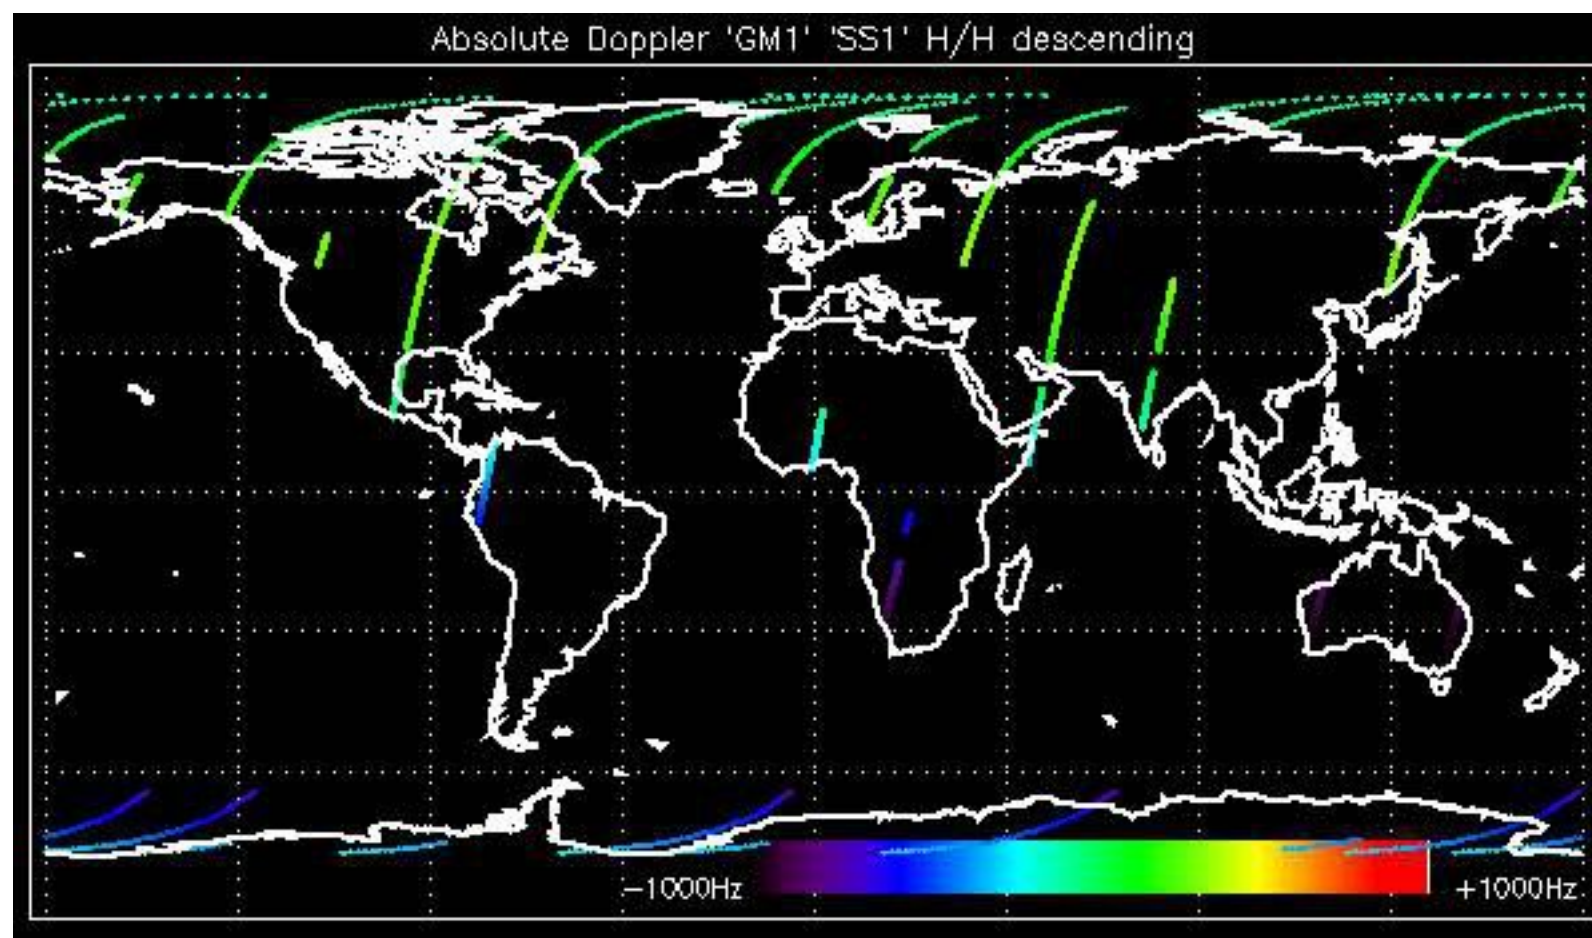 Absolute Doppler 'GM1' 'SS1' H/H descending
-1000Hz
+1000Hz